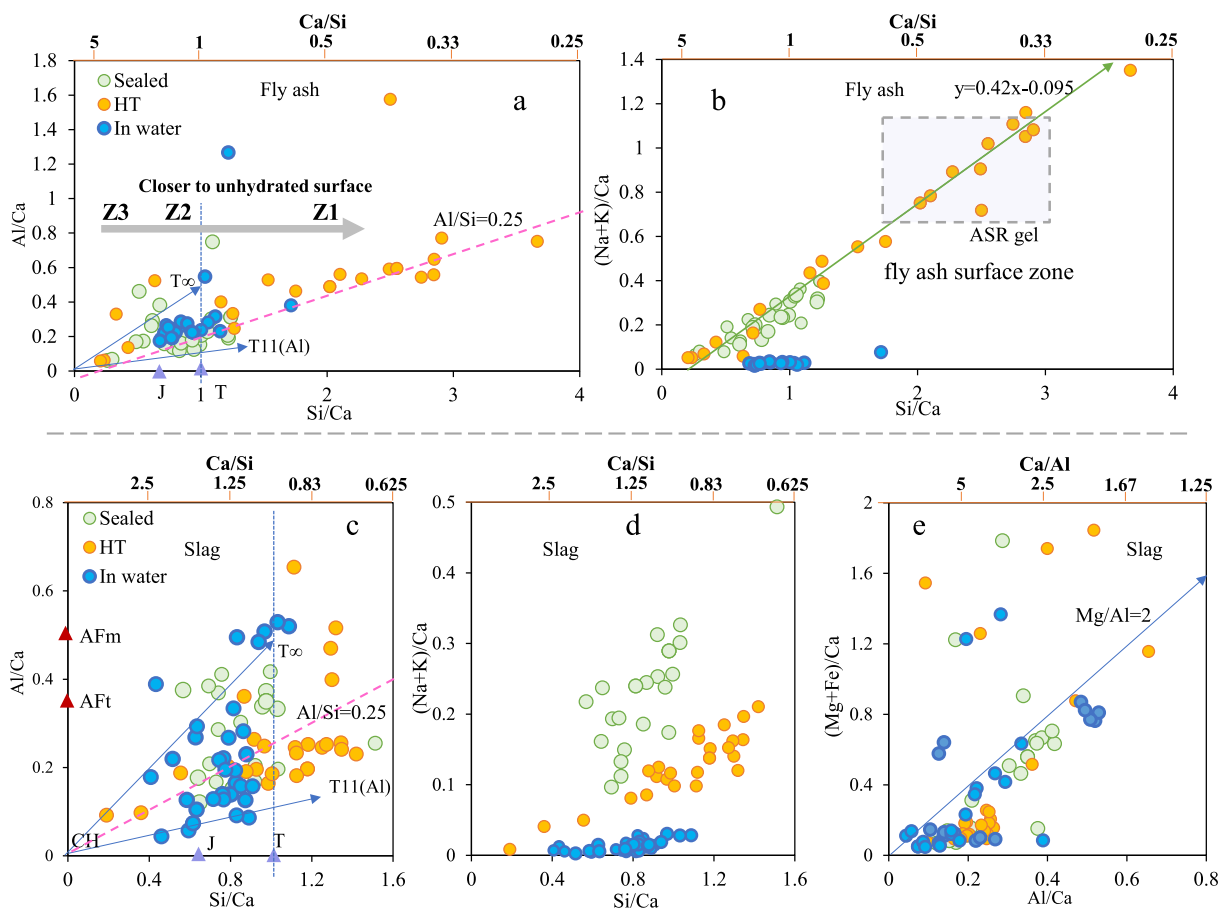 Ca/Si
5
1
0.5
0.33
0.25
Al/Ca
1.8
1.6
1.4
1.2
1
0.8
0.6
0.4
0.2
0
Sealed
HT
In water
Fly ash
a
Closer to unhydrated surface
Z3
Z2
Z1
Al/Si=0.25
T∞
T11(Al)
J
T
0
1
2
3
4
Si/Ca
Ca/Si
5
1
0.5
0.33
0.25
(Na+K)/Ca
1.4
1.2
1
0.8
0.6
0.4
0.2
0
b
Fly ash
y=0.42x-0.095
ASR gel
fly ash surface zone
0
1
2
3
4
Si/Ca
Ca/Si
2.5
1.25
0.83
0.625
Al/Ca
0.8
0.6
0.4
0.2
0
Sealed
HT
In water
Slag
c
AFm
AFt
T∞
Al/Si=0.25
T11(Al)
CH
J
T
0
0.4
0.8
1.2
1.6
Si/Ca
Ca/Si
2.5
1.25
0.83
0.625
(Na+K)/Ca
0.5
0.4
0.3
0.2
0.1
0
Slag
d
0
0.4
0.8
1.2
1.6
Si/Ca
Ca/Al
5
2.5
1.67
1.25
(Mg+Fe)/Ca
2
1.6
1.2
0.8
0.4
0
e
Slag
Mg/Al=2
0
0.2
0.4
0.6
0.8
Al/Ca